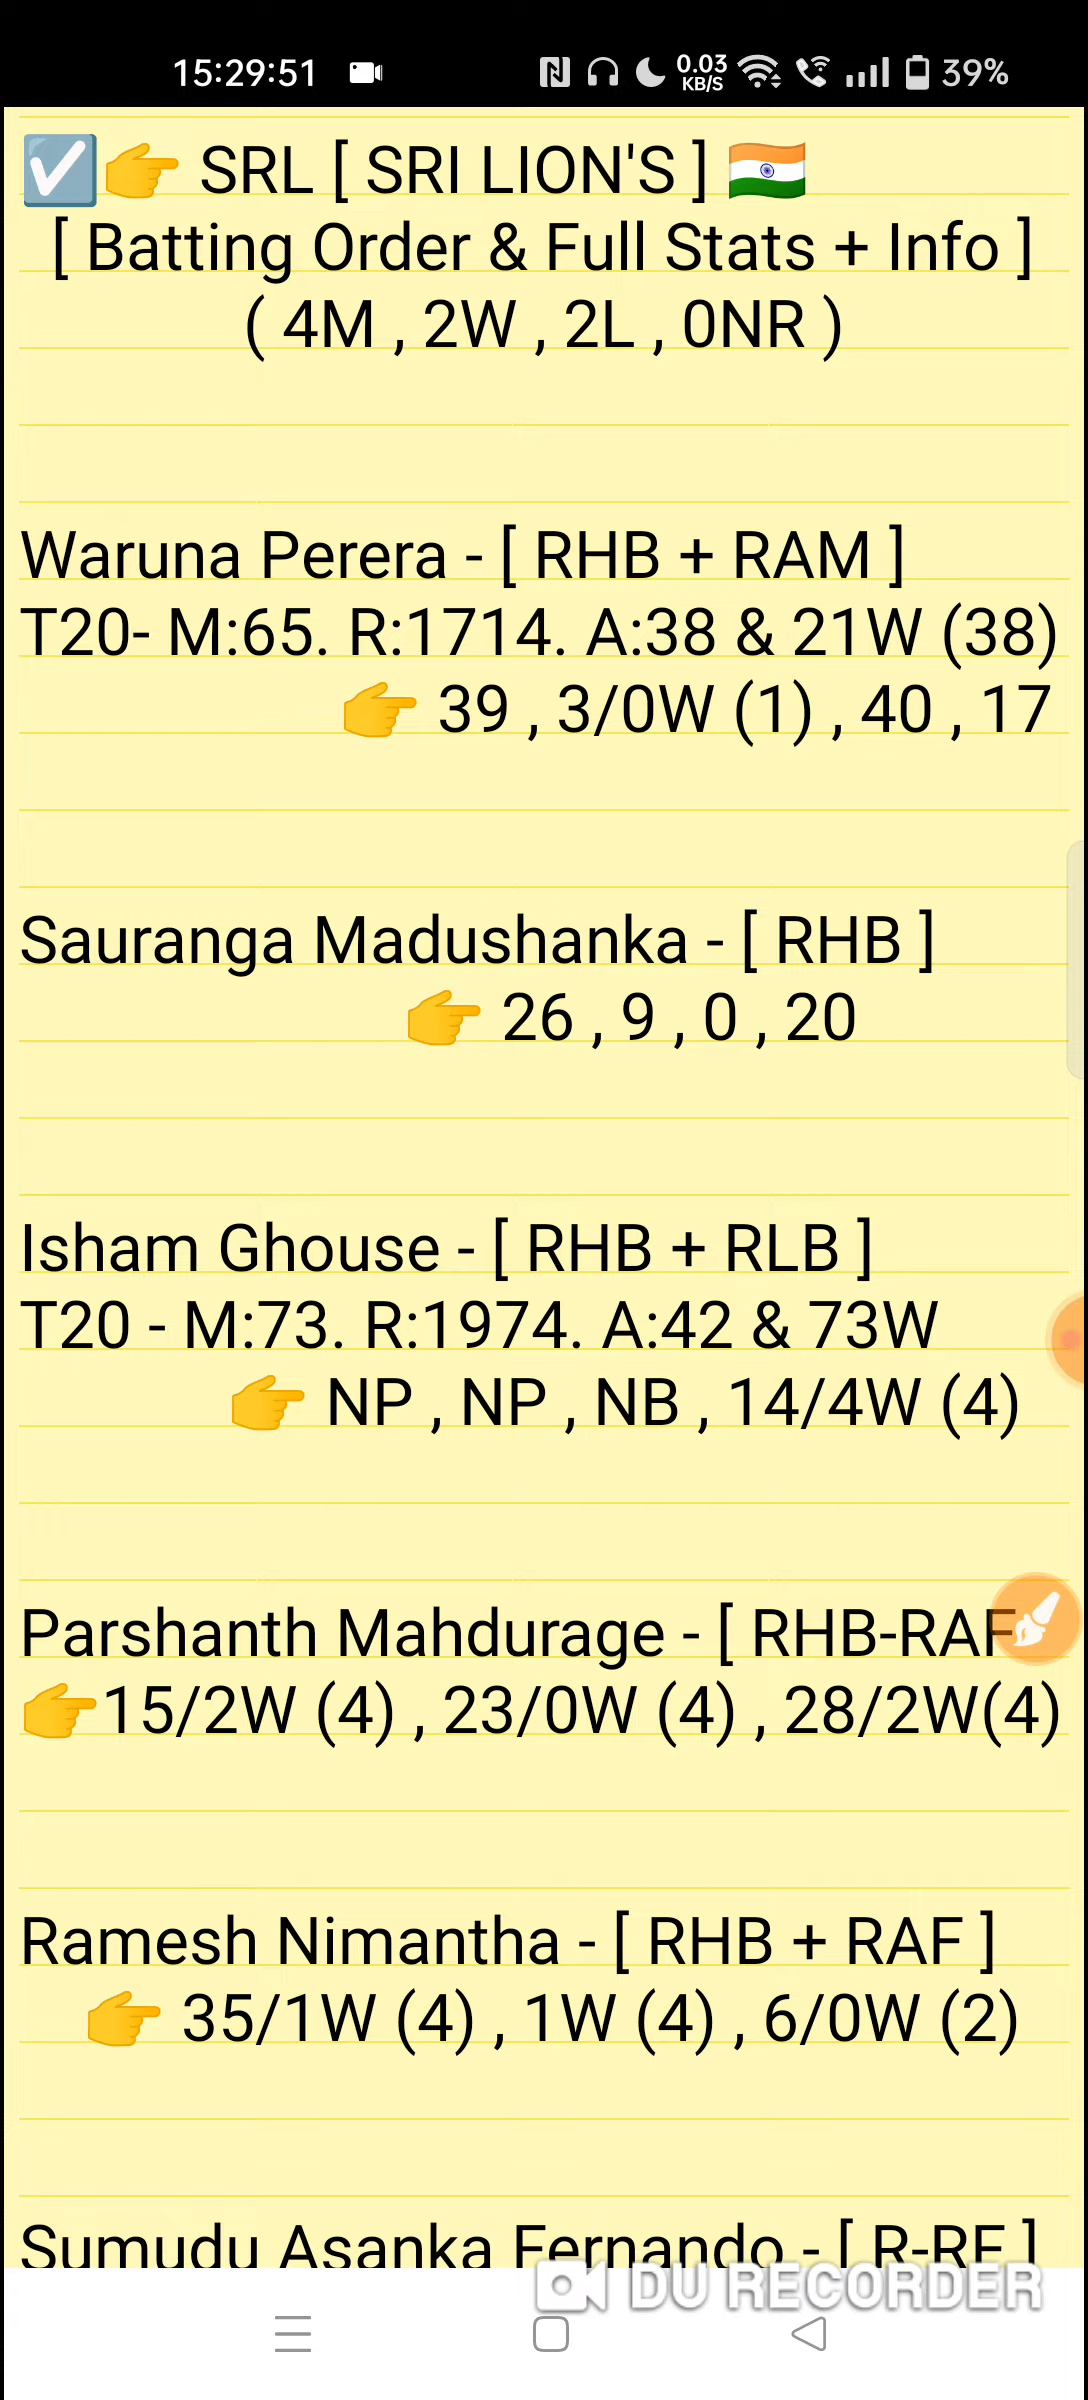 15:29:51 0.03 KB/S 39%
☑👉 SRL [ SRI LION'S ] 🇮🇳
[ Batting Order & Full Stats + Info ]
( 4M , 2W , 2L , 0NR )
Waruna Perera - [ RHB + RAM ]
T20- M:65. R:1714. A:38 & 21W (38)
👉 39 , 3/0W (1) , 40 , 17
Sauranga Madushanka - [ RHB ]
👉 26 , 9 , 0 , 20
Isham Ghouse - [ RHB + RLB ]
T20 - M:73. R:1974. A:42 & 73W
👉 NP , NP , NB , 14/4W (4)
Parshanth Mahdurage - [ RHB-RAF
👉15/2W (4) , 23/0W (4) , 28/2W(4)
Ramesh Nimantha - [ RHB + RAF ]
👉 35/1W (4) , 1W (4) , 6/0W (2)
Sumudu Asanka Fernando - [ R-RF ]
DU RECORDER